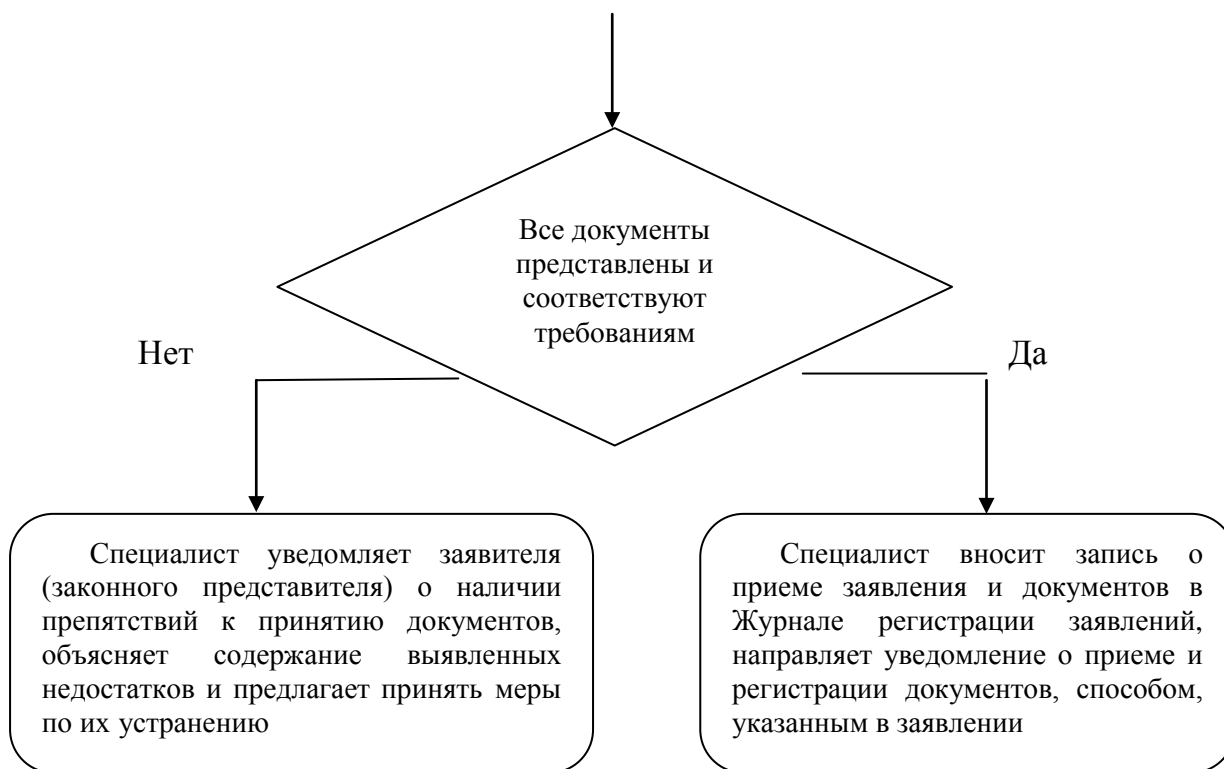 Все документы
представлены и
соответствуют
требованиям
Нет
Да
Специалист уведомляет заявителя
(законного представителя) о наличии
препятствий к принятию документов,
объясняет содержание выявленных
недостатков и предлагает принять меры
по их устранению
Специалист вносит запись о
приеме заявления и документов в
Журнале регистрации заявлений,
направляет уведомление о приеме и
регистрации документов, способом,
указанным в заявлении